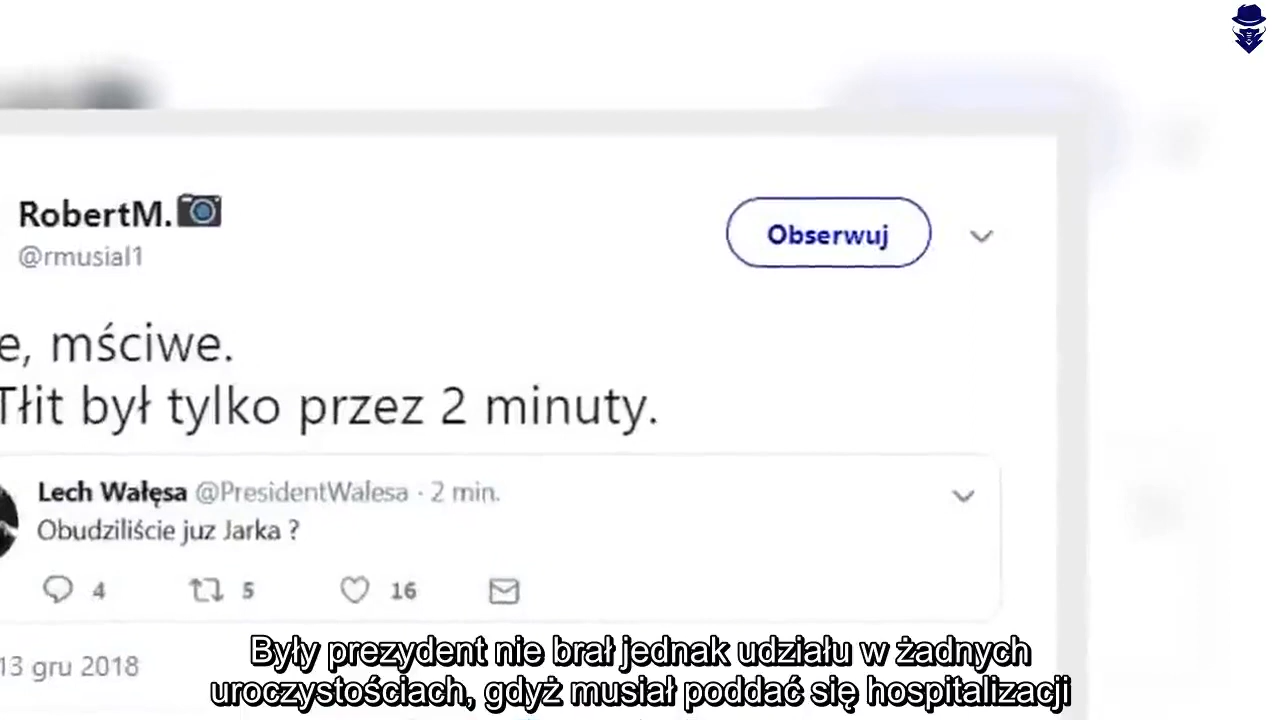 RobertM.📷
Obserwuj
@rmusial1
e, mściwe.
Tłit był tylko przez 2 minuty.
Lech Wałęsa @PresidentWalesa · 2 min.
Obudziliście juz Jarka ?
4 5 16
13 gru 2018
Były prezydent nie brał jednak udziału w żadnych
uroczystościach, gdyż musiał poddać się hospitalizacji